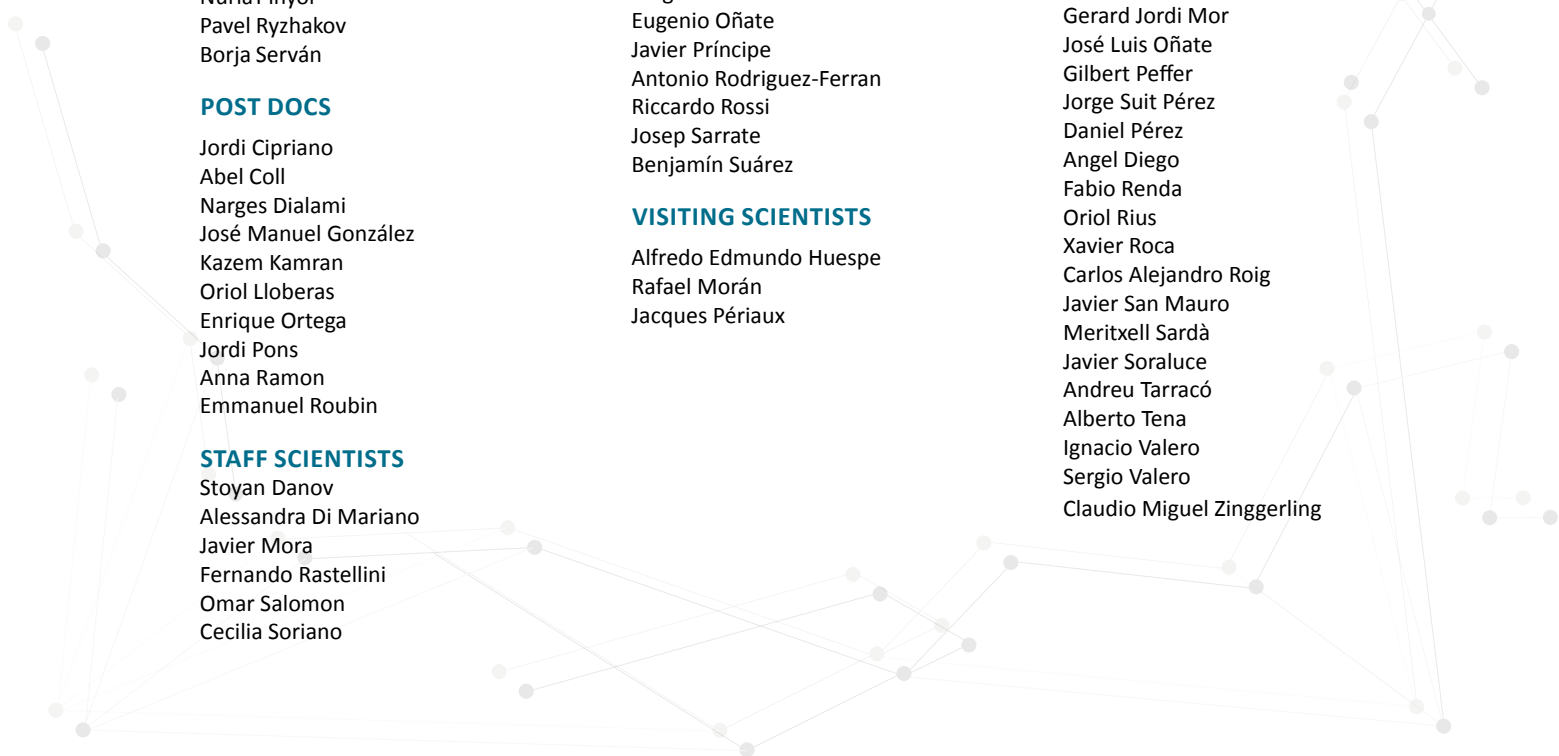 Pavel Ryzhakov
Borja Serván
POST DOCS
Jordi Cipriano
Abel Coll
Narges Dialami
José Manuel González
Kazem Kamran
Oriol Lloberas
Enrique Ortega
Jordi Pons
Anna Ramon
Emmanuel Roubin
STAFF SCIENTISTS
Stoyan Danov
Alessandra Di Mariano
Javier Mora
Fernando Rastellini
Omar Salomon
Cecilia Soriano
Eugenio Oñate
Javier Príncipe
Antonio Rodriguez-Ferran
Riccardo Rossi
Josep Sarrate
Benjamín Suárez
VISITING SCIENTISTS
Alfredo Edmundo Huespe
Rafael Morán
Jacques Périaux
Gerard Jordi Mor
José Luis Oñate
Gilbert Peffer
Jorge Suit Pérez
Daniel Pérez
Angel Diego
Fabio Renda
Oriol Rius
Xavier Roca
Carlos Alejandro Roig
Javier San Mauro
Meritxell Sardà
Javier Soraluce
Andreu Tarracó
Alberto Tena
Ignacio Valero
Sergio Valero
Claudio Miguel Zinggerling